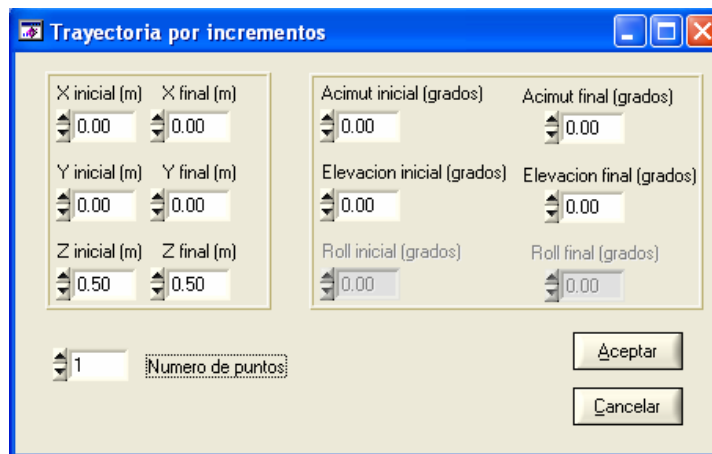 Trayectoria por incrementos
X inicial (m) X final (m)
0.00 0.00
Y inicial (m) Y final (m)
0.00 0.00
Z inicial (m) Z final (m)
0.50 0.50
Acimut inicial (grados) Acimut final (grados)
0.00 0.00
Elevacion inicial (grados) Elevacion final (grados)
0.00 0.00
Roll inicial (grados) Roll final (grados)
0.00 0.00
1 Numero de puntos
Aceptar
Cancelar